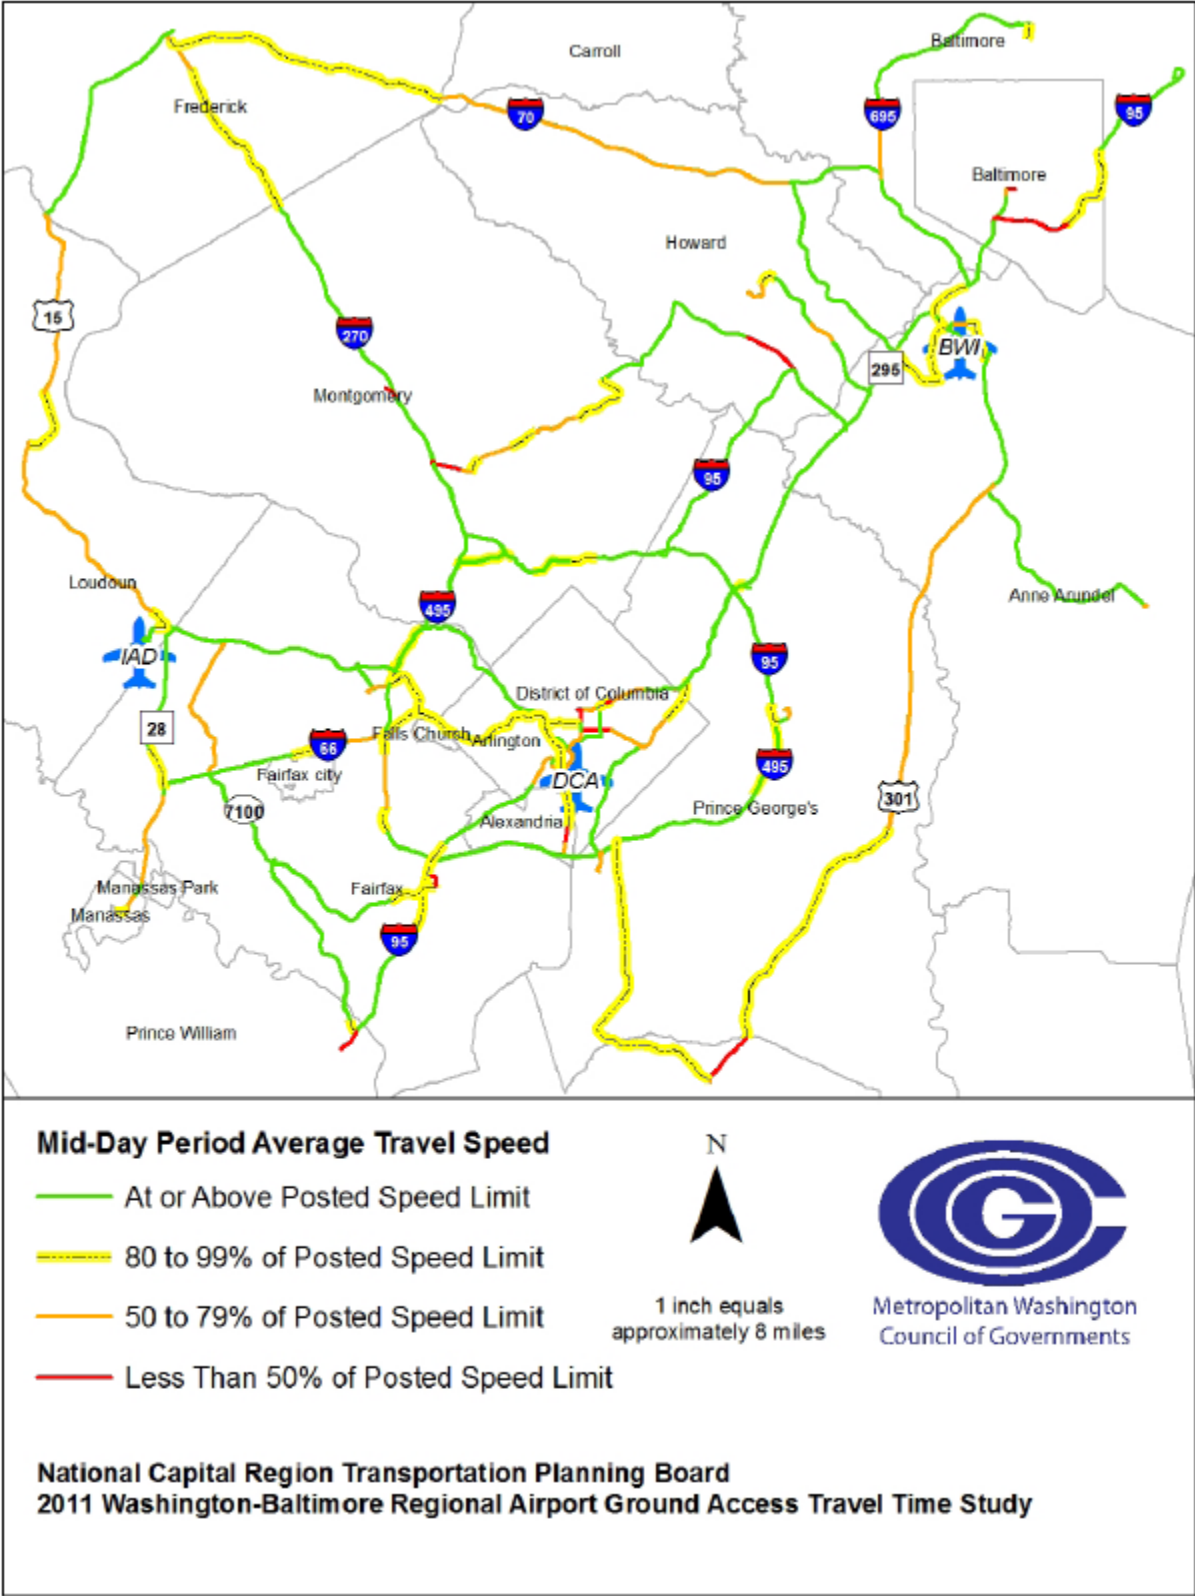 Carroll
Baltimore
Frederick
70
695
95
Baltimore
Howard
15
270
BWI
295
Montgomery
95
Loudoun
Anne Arundel
495
IAD
95
District of Columbia
28
66
Falls Church
Arlington
Fairfax city
495
DCA
7100
301
Prince George's
Alexandria
Manassas Park
Fairfax
Manassas
95
Prince William
Mid-Day Period Average Travel Speed
N
At or Above Posted Speed Limit
80 to 99% of Posted Speed Limit
50 to 79% of Posted Speed Limit
Less Than 50% of Posted Speed Limit
1 inch equals
approximately 8 miles
COG
Metropolitan Washington
Council of Governments
National Capital Region Transportation Planning Board
2011 Washington-Baltimore Regional Airport Ground Access Travel Time Study